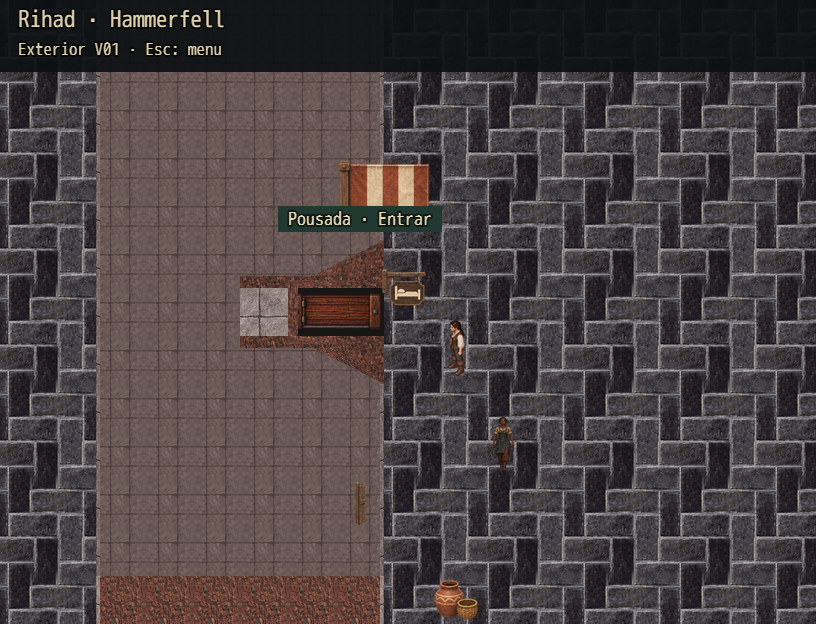 Rihad · Hammerfell
Exterior V01 · Esc: menu
Pousada · Entrar